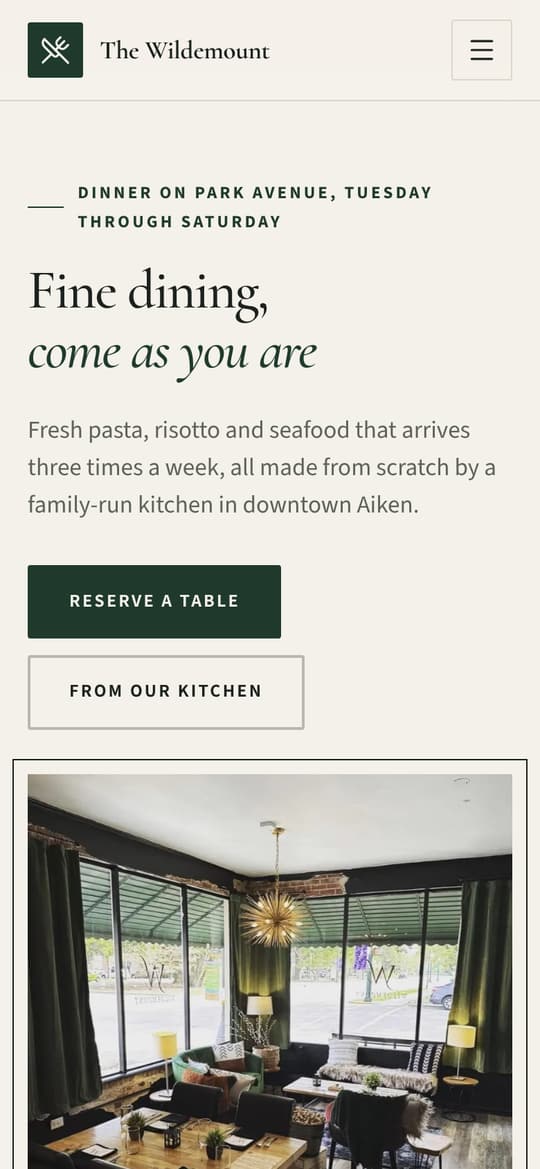 The Wildemount
DINNER ON PARK AVENUE, TUESDAY
THROUGH SATURDAY
Fine dining,
come as you are
Fresh pasta, risotto and seafood that arrives
three times a week, all made from scratch by a
family-run kitchen in downtown Aiken.
RESERVE A TABLE
FROM OUR KITCHEN
W
W